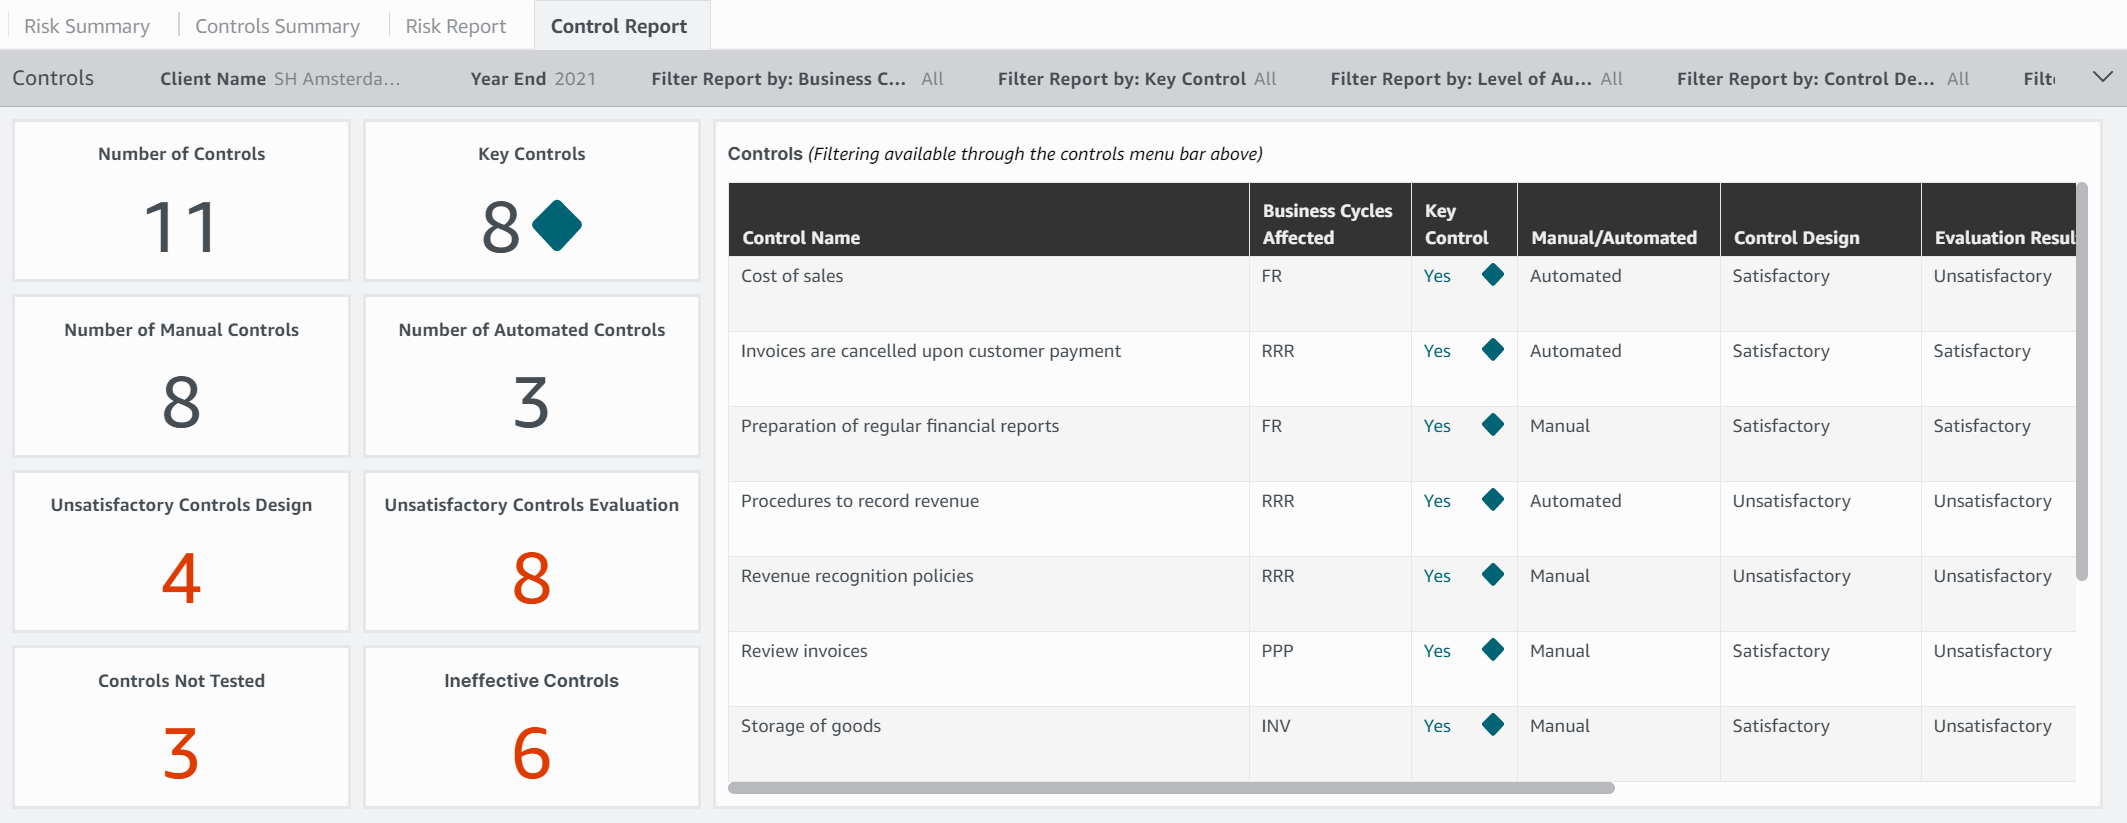 Risk Summary
Controls Summary
Risk Report
Control Report
Controls
Client Name SH Amsterda...
Year End 2021
Filter Report by: Business C... All
Filter Report by: Key Control All
Filter Report by: Level of Au... All
Filter Report by: Control De... All
Filt
Number of Controls
11
Key Controls
8
Number of Manual Controls
8
Number of Automated Controls
3
Unsatisfactory Controls Design
4
Unsatisfactory Controls Evaluation
8
Controls Not Tested
3
Ineffective Controls
6
Controls (Filtering available through the controls menu bar above)
Control Name
Business Cycles
Affected
Key
Control
Manual/Automated
Control Design
Evaluation Resul
Cost of sales FR Yes Automated Satisfactory Unsatisfactory
Invoices are cancelled upon customer payment RRR Yes Automated Satisfactory Satisfactory
Preparation of regular financial reports FR Yes Manual Satisfactory Satisfactory
Procedures to record revenue RRR Yes Automated Unsatisfactory Unsatisfactory
Revenue recognition policies RRR Yes Manual Unsatisfactory Unsatisfactory
Review invoices PPP Yes Manual Satisfactory Unsatisfactory
Storage of goods INV Yes Manual Satisfactory Unsatisfactory